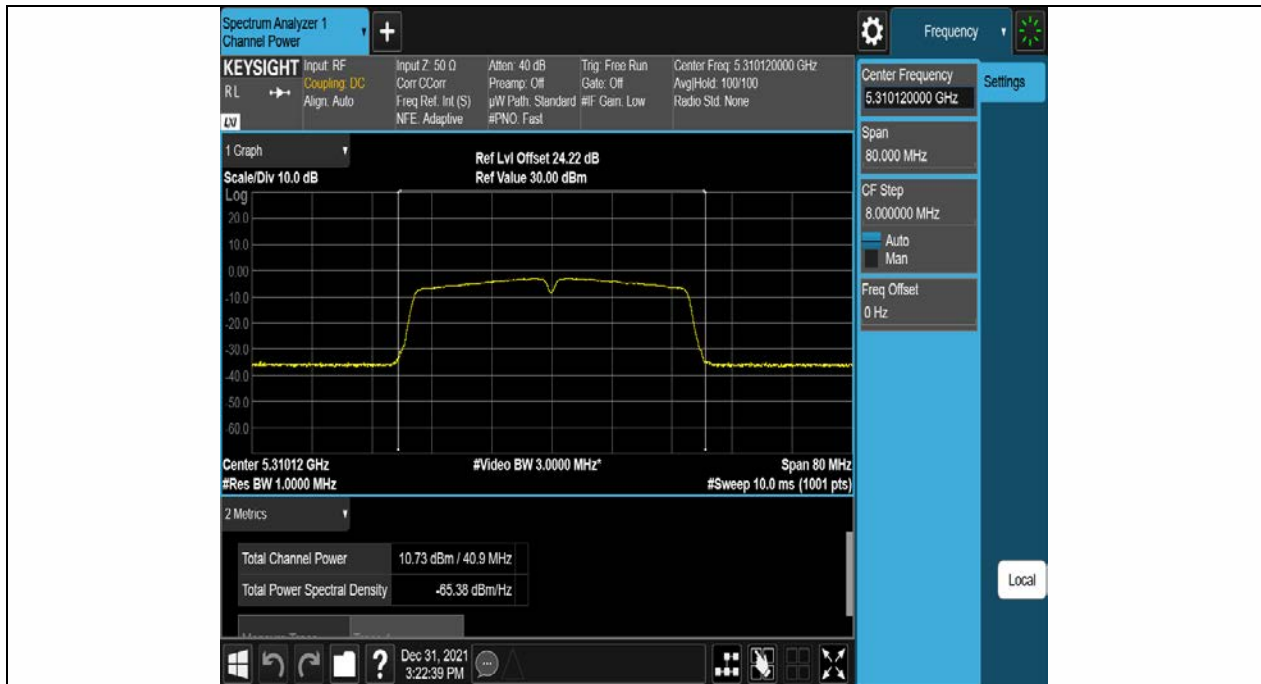 Spectrum Analyzer 1
Channel Power
+
Frequency
KEYSIGHT
RL
LXI
Input: RF
Coupling: DC
Align: Auto
Input Z: 50 Ω
Corr CCorr
Freq Ref: Int (S)
NFE: Adaptive
Atten: 40 dB
Preamp: Off
µW Path: Standard
#PNO: Fast
Trig: Free Run
Gate: Off
#IF Gain: Low
Center Freq: 5.310120000 GHz
Avg|Hold: 100/100
Radio Std: None
Center Frequency
5.310120000 GHz
Settings
Span
80.000 MHz
CF Step
8.000000 MHz
Auto
Man
Freq Offset
0 Hz
1 Graph
Scale/Div 10.0 dB
Ref Lvl Offset 24.22 dB
Ref Value 30.00 dBm
Log
20.0
10.0
0.00
-10.0
-20.0
-30.0
-40.0
-50.0
-60.0
Center 5.31012 GHz
#Video BW 3.0000 MHz*
Span 80 MHz
#Res BW 1.0000 MHz
#Sweep 10.0 ms (1001 pts)
2 Metrics
Total Channel Power 10.73 dBm / 40.9 MHz
Total Power Spectral Density -65.38 dBm/Hz
Local
?
Dec 31, 2021
3:22:39 PM